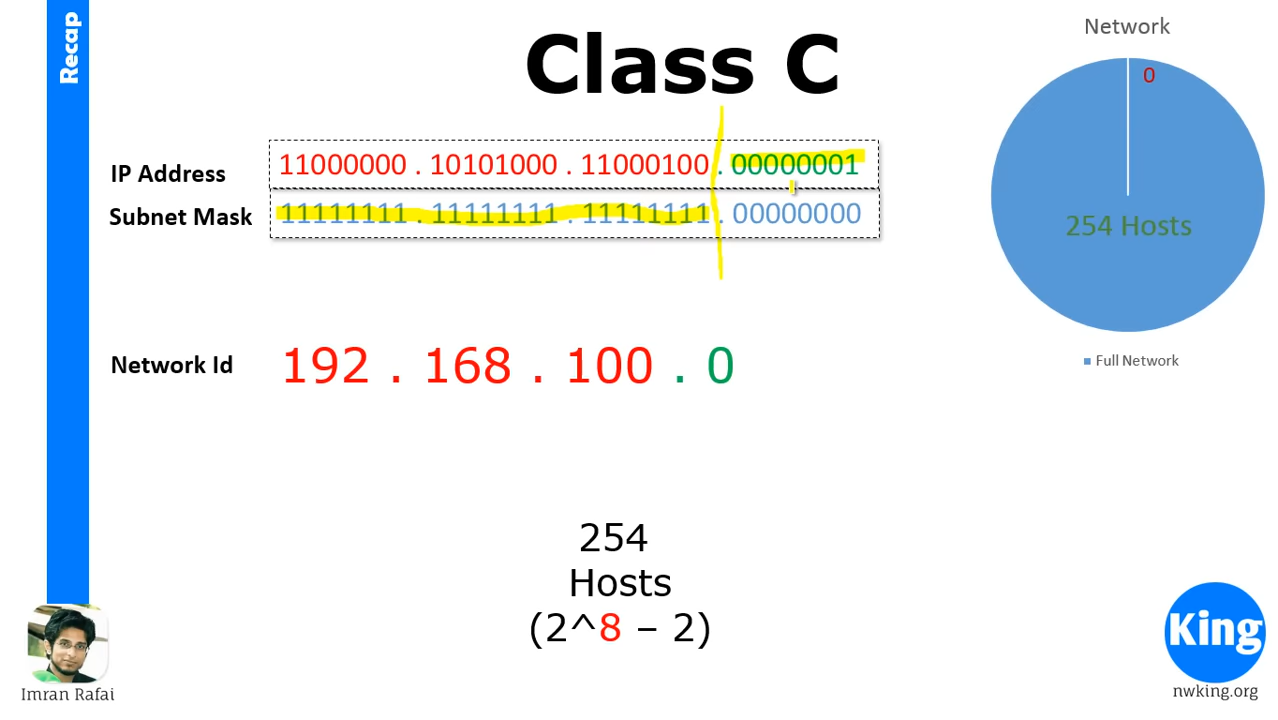 Recap
Class C
IP Address
11000000 . 10101000 . 11000100 . 00000001
Subnet Mask
11111111 . 11111111 . 11111111 . 00000000
Network Id
192 . 168 . 100 . 0
254
Hosts
(2^8 – 2)
Network
0
254 Hosts
Full Network
Imran Rafai
King
nwking.org